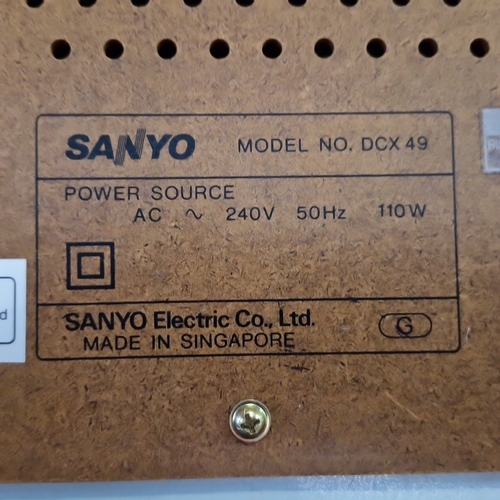 SANYO MODEL NO. DCX 49
POWER SOURCE
AC ~ 240V 50Hz 110W
SANYO Electric Co., Ltd. G
MADE IN SINGAPORE
d